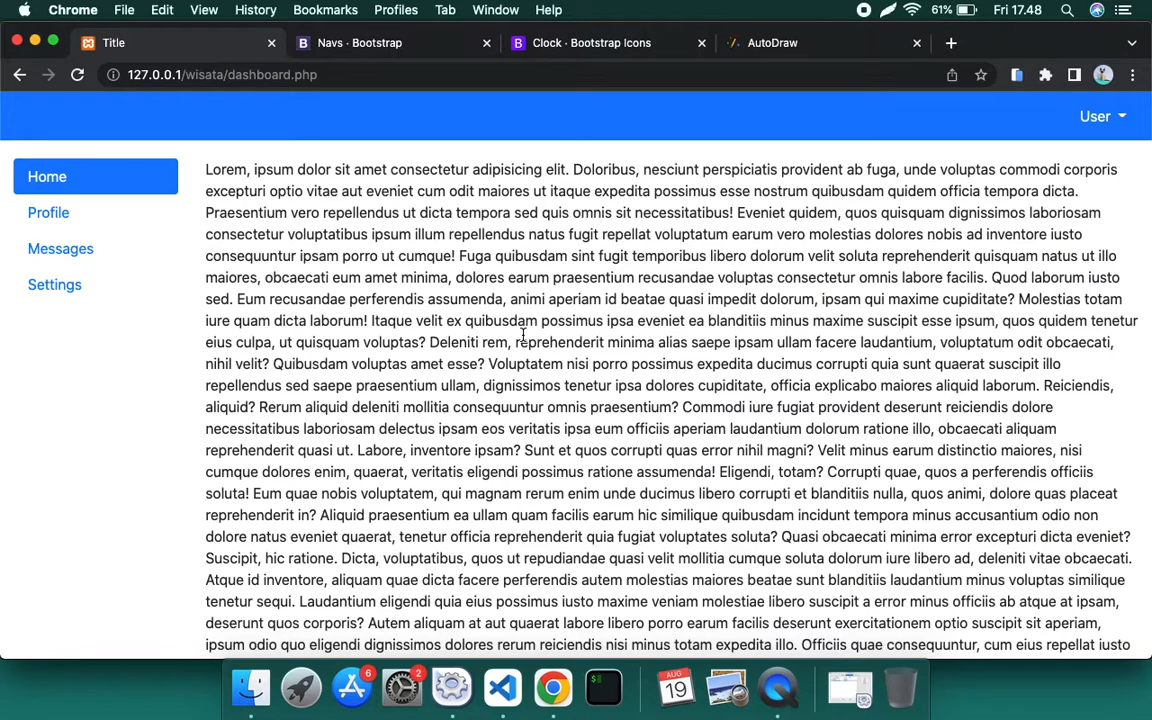 Chrome File Edit View History Bookmarks Profiles Tab Window Help 61% Fri 17.48
Title Navs · Bootstrap Clock · Bootstrap Icons AutoDraw
127.0.0.1/wisata/dashboard.php
User
Home
Profile
Messages
Settings
Lorem, ipsum dolor sit amet consectetur adipisicing elit. Doloribus, nesciunt perspiciatis provident ab fuga, unde voluptas commodi corporis
excepturi optio vitae aut eveniet cum odit maiores ut itaque expedita possimus esse nostrum quibusdam quidem officia tempora dicta.
Praesentium vero repellendus ut dicta tempora sed quis omnis sit necessitatibus! Eveniet quidem, quos quisquam dignissimos laboriosam
consectetur voluptatibus ipsum illum repellendus natus fugit repellat voluptatum earum vero molestias dolores nobis ad inventore iusto
consequuntur ipsam porro ut cumque! Fuga quibusdam sint fugit temporibus libero dolorum velit soluta reprehenderit quisquam natus ut illo
maiores, obcaecati eum amet minima, dolores earum praesentium recusandae voluptas consectetur omnis labore facilis. Quod laborum iusto
sed. Eum recusandae perferendis assumenda, animi aperiam id beatae quasi impedit dolorum, ipsam qui maxime cupiditate? Molestias totam
iure quam dicta laborum! Itaque velit ex quibusdam possimus ipsa eveniet ea blanditiis minus maxime suscipit esse ipsum, quos quidem tenetur
eius culpa, ut quisquam voluptas? Deleniti rem, reprehenderit minima alias saepe ipsam ullam facere laudantium, voluptatum odit obcaecati,
nihil velit? Quibusdam voluptas amet esse? Voluptatem nisi porro possimus expedita ducimus corrupti quia sunt quaerat suscipit illo
repellendus sed saepe praesentium ullam, dignissimos tenetur ipsa dolores cupiditate, officia explicabo maiores aliquid laborum. Reiciendis,
aliquid? Rerum aliquid deleniti mollitia consequuntur omnis praesentium? Commodi iure fugiat provident deserunt reiciendis dolore
necessitatibus laboriosam delectus ipsam eos veritatis ipsa eum officiis aperiam laudantium dolorum ratione illo, obcaecati aliquam
reprehenderit quasi ut. Labore, inventore ipsam? Sunt et quos corrupti quas error nihil magni? Velit minus earum distinctio maiores, nisi
cumque dolores enim, quaerat, veritatis eligendi possimus ratione assumenda! Eligendi, totam? Corrupti quae, quos a perferendis officiis
soluta! Eum quae nobis voluptatem, qui magnam rerum enim unde ducimus libero corrupti et blanditiis nulla, quos animi, dolore quas placeat
reprehenderit in? Aliquid praesentium ea ullam quam facilis earum hic similique quibusdam incidunt tempora minus accusantium odio non
dolore natus eveniet quaerat, tenetur officia reprehenderit quia fugiat voluptates soluta? Quasi obcaecati minima error excepturi dicta eveniet?
Suscipit, hic ratione. Dicta, voluptatibus, quos ut repudiandae quasi velit mollitia cumque soluta dolorum iure libero ad, deleniti vitae obcaecati.
Atque id inventore, aliquam quae dicta facere perferendis autem molestias maiores beatae sunt blanditiis laudantium minus voluptas similique
tenetur sequi. Laudantium eligendi quia eius possimus iusto maxime veniam molestiae libero suscipit a error minus officiis ab atque at ipsam,
deserunt quos corporis? Autem aliquam at aut quaerat labore libero porro earum facilis deserunt exercitationem optio suscipit sit aperiam,
ipsum odio quo eligendi dignissimos dolores rerum reiciendis nisi minus totam expedita illo. Officiis quae consequuntur, cum eius repellat iusto
6 2 AUG 19